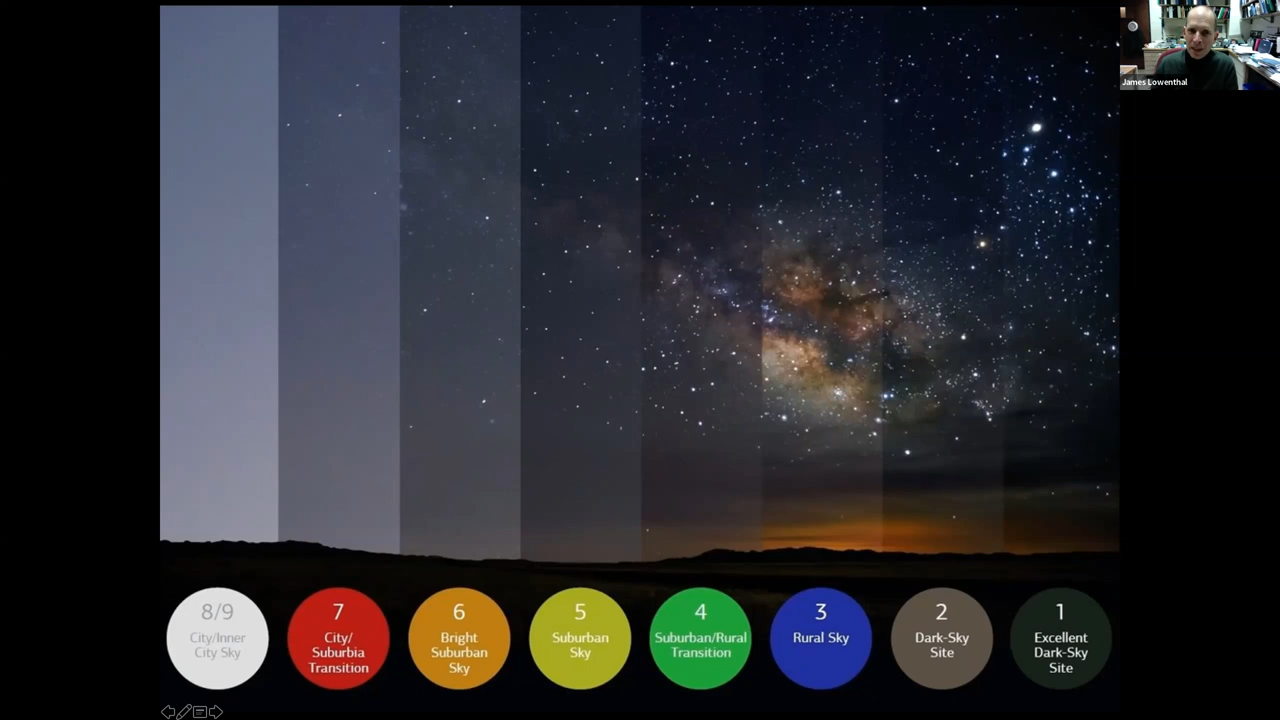 James Lowenthal
8/9
City/Inner
City Sky
7
City/
Suburbia
Transition
6
Bright
Suburban
Sky
5
Suburban
Sky
4
Suburban/Rural
Transition
3
Rural Sky
2
Dark-Sky
Site
1
Excellent
Dark-Sky
Site